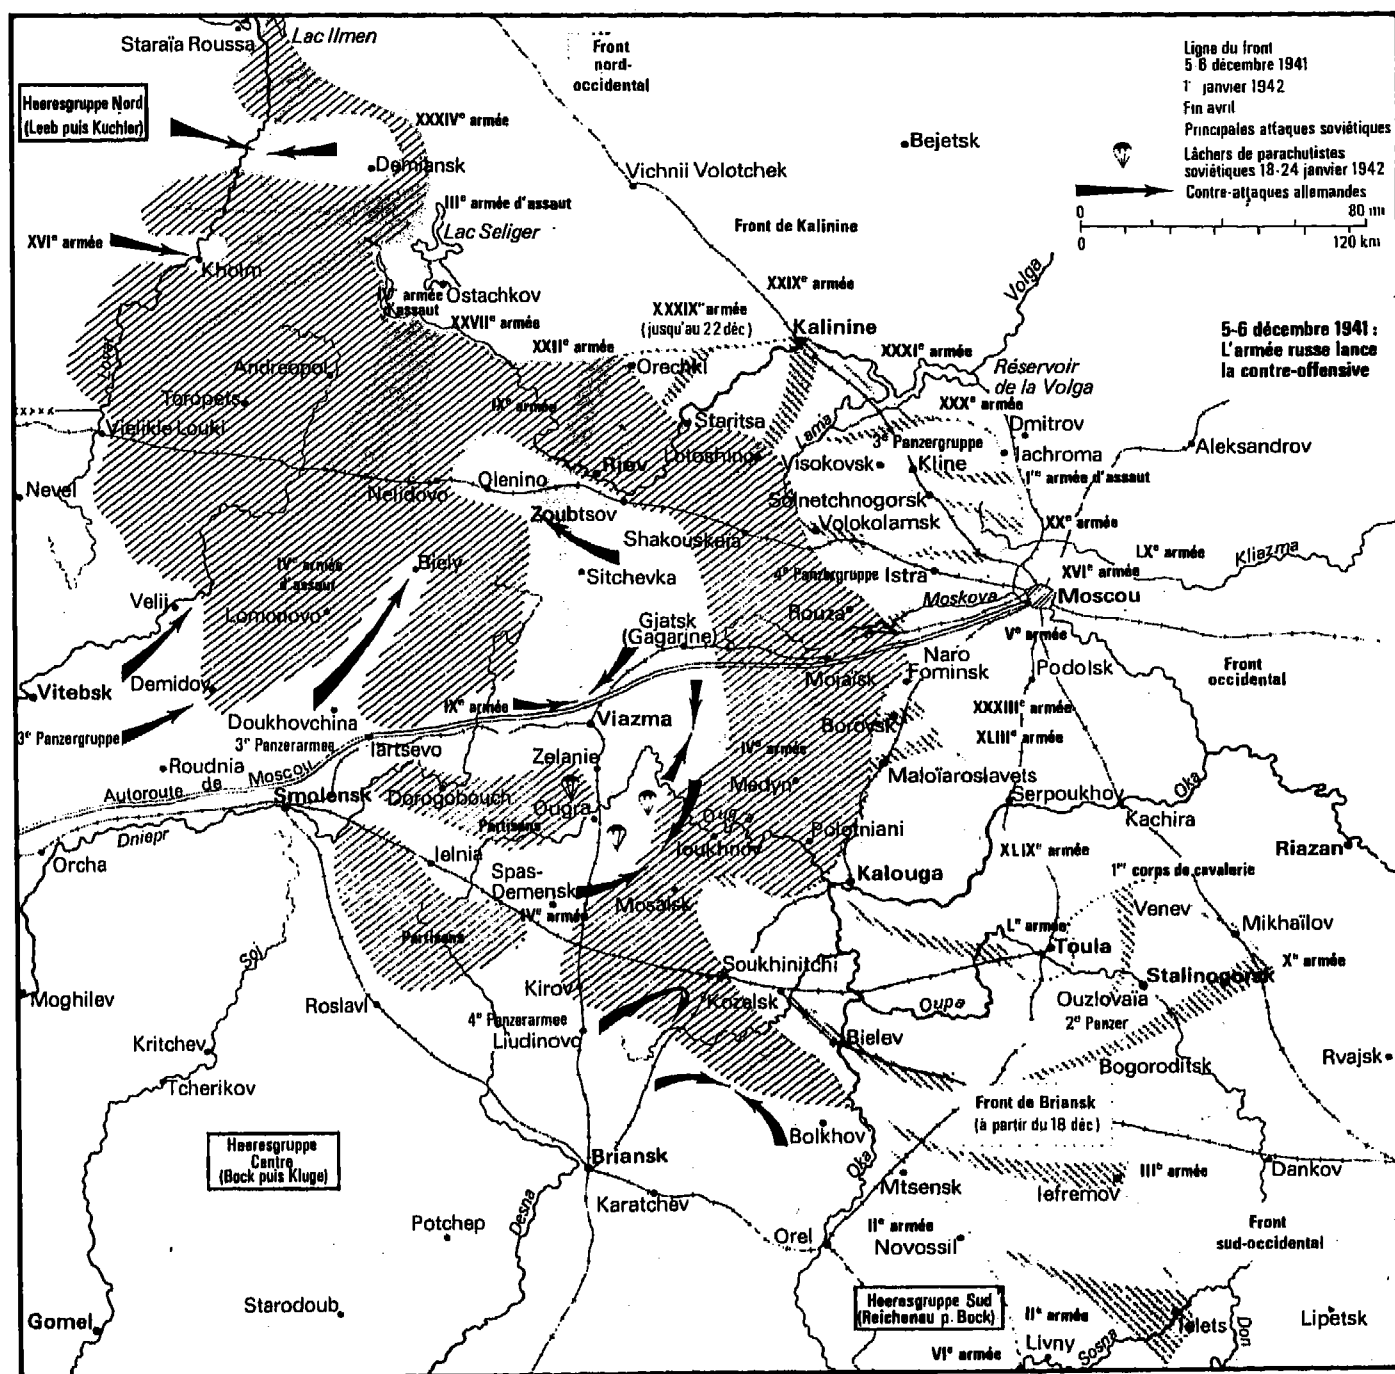 Staraïa Roussa
Lac Ilmen
Front
nord-
occidental
Ligne du front
5-6 décembre 1941
1er janvier 1942
Fin avril
Principales attaques soviétiques
Lâchers de parachutistes
soviétiques 18-24 janvier 1942
Contre-attaques allemandes
0
80 mi
0
120 km
Heeresgruppe Nord
(Leeb puis Kuchler)
XXXIVe armée
Demiansk
Bejetsk
Vichnii Volotchek
IIIe armée d'assaut
Lac Seliger
Front de Kalinine
XVIe armée
Kholm
Volga
XXIXe armée
IVe armée
d'assaut
Ostachkov
XXVIIe armée
XXXIXe armée
(jusqu'au 22 déc)
Kalinine
5-6 décembre 1941 :
L'armée russe lance
la contre-offensive
XXIIe armée
XXXIe armée
Orechki
Réservoir
de la Volga
Lovat
Andreopol
Toropets
IXe armée
XXXe armée
xxxx
Staritsa
Lama
Dmitrov
Vielikie Louki
3e Panzergruppe
Aleksandrov
Lotoshino
Iachroma
Rjev
Visokovsk
Kline
Ire armée d'assaut
Nevel
Nelidovo
Olenino
Solnetchnogorsk
Zoubtsov
Volokolamsk
XXe armée
Shakouskeïa
LXe armée
Kliazma
IVe armée
d'assaut
Bjely
Sitchevka
4e Panzergruppe
Istra
XVIe armée
Velij
Lomonovo
Rouza
Moskova
Moscou
Gjatsk
(Gagarine)
Ve armée
Naro
Fominsk
Podolsk
Front
occidental
Vitebsk
Demidov
Mojaïsk
IXe armée
XXXIIIe armée
Doukhovchina
Viazma
Borovsk
3e Panzergruppe
3e Panzerarmee
Iartsevo
IVe armée
XLIIIe armée
Roudnia
Zelanie
Medyn
Maloïaroslavets
Autoroute de Moscou
Smolensk
Dorogobouch
Serpoukhov
Oka
Dniepr
Partisans
Ougra
Ougra
Polotniani
Kachira
Orcha
Ielnia
Ioukhnov
XLIXe armée
Riazan
Spas-
Demensk
Kalouga
1er corps de cavalerie
Mosalsk
Venev
IVe armée
Le armée
Mikhaïlov
Partisans
Toula
Soj
Soukhinitchi
Stalinogorsk
Xe armée
Moghilev
Roslavl
Kirov
Kozelsk
Oupa
Ouzlovaïa
4e Panzerarmee
2e Panzer
Kritchev
Liudinovo
Bielev
Rvajsk
Bogoroditsk
Tcherikov
Front de Briansk
(à partir du 18 déc)
Bolkhov
Heeresgruppe
Centre
(Bock puis Kluge)
Briansk
Oka
IIIe armée
Dankov
Karatchev
Mtsensk
Iefremov
Desna
Potchep
IIe armée
Front
sud-occidental
Orel
Novossil
Starodoub
Heeresgruppe Sud
(Reichenau p. Bock)
IIe armée
Ielets
Lipetsk
Gomel
Livny
Sosna
Don
VIe armée